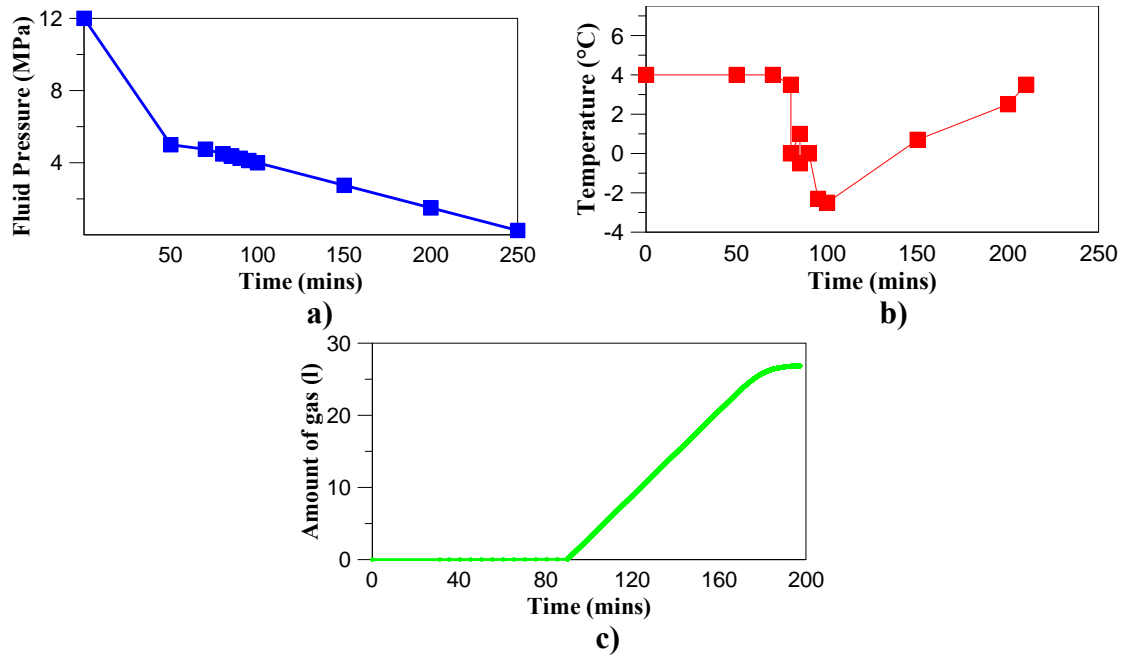 Fluid Pressure (MPa)
12
8
4
50 100 150 200 250
Time (mins)
a)
Temperature (°C)
6
4
2
0
-2
-4
0 50 100 150 200 250
Time (mins)
b)
Amount of gas (l)
30
20
10
0
0 40 80 120 160 200
Time (mins)
c)